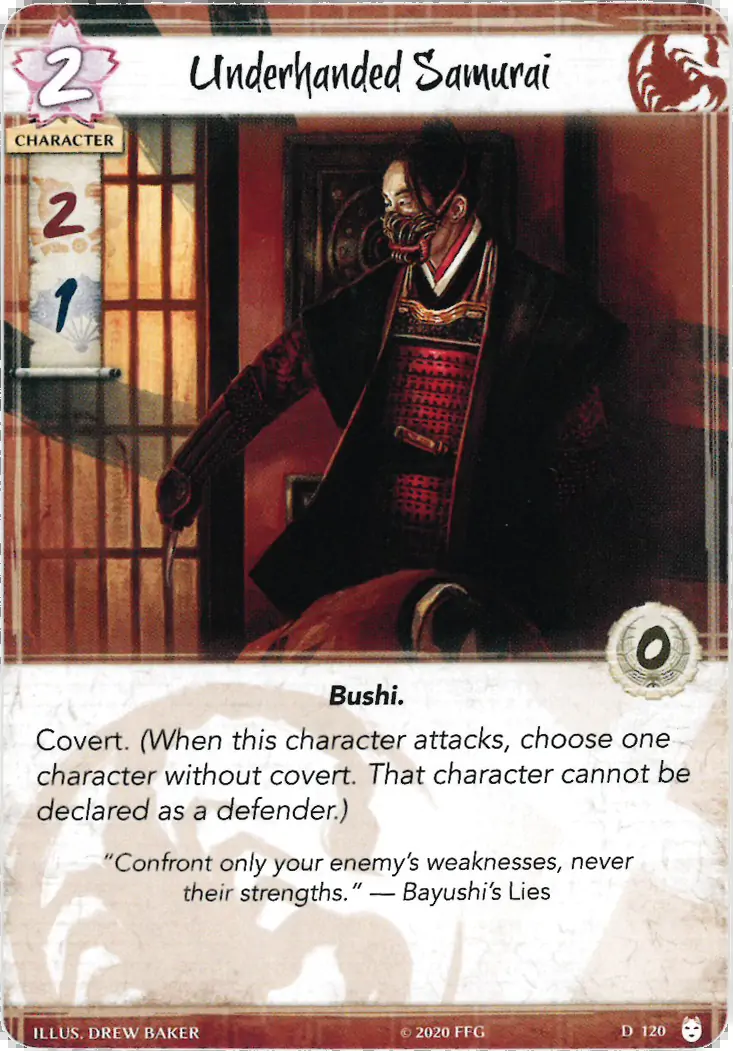 2
Underhanded Samurai
CHARACTER
2
1
0
Bushi.
Covert. (When this character attacks, choose one
character without covert. That character cannot be
declared as a defender.)
"Confront only your enemy's weaknesses, never
their strengths." — Bayushi's Lies
ILLUS. DREW BAKER
© 2020 FFG
D 120